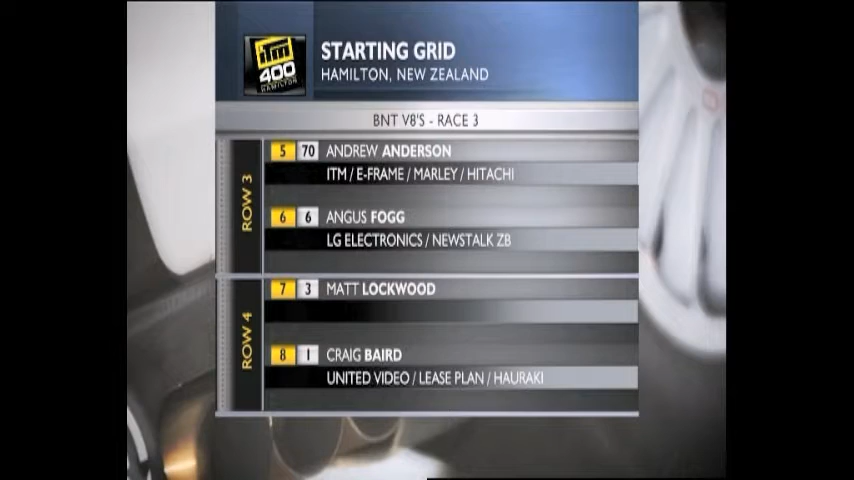 itm
400
HAMILTON
STARTING GRID
HAMILTON, NEW ZEALAND
BNT V8'S - RACE 3
ROW 3
5 70 ANDREW ANDERSON
ITM / E-FRAME / MARLEY / HITACHI
6 6 ANGUS FOGG
LG ELECTRONICS / NEWSTALK ZB
ROW 4
7 3 MATT LOCKWOOD
8 1 CRAIG BAIRD
UNITED VIDEO / LEASE PLAN / HAURAKI